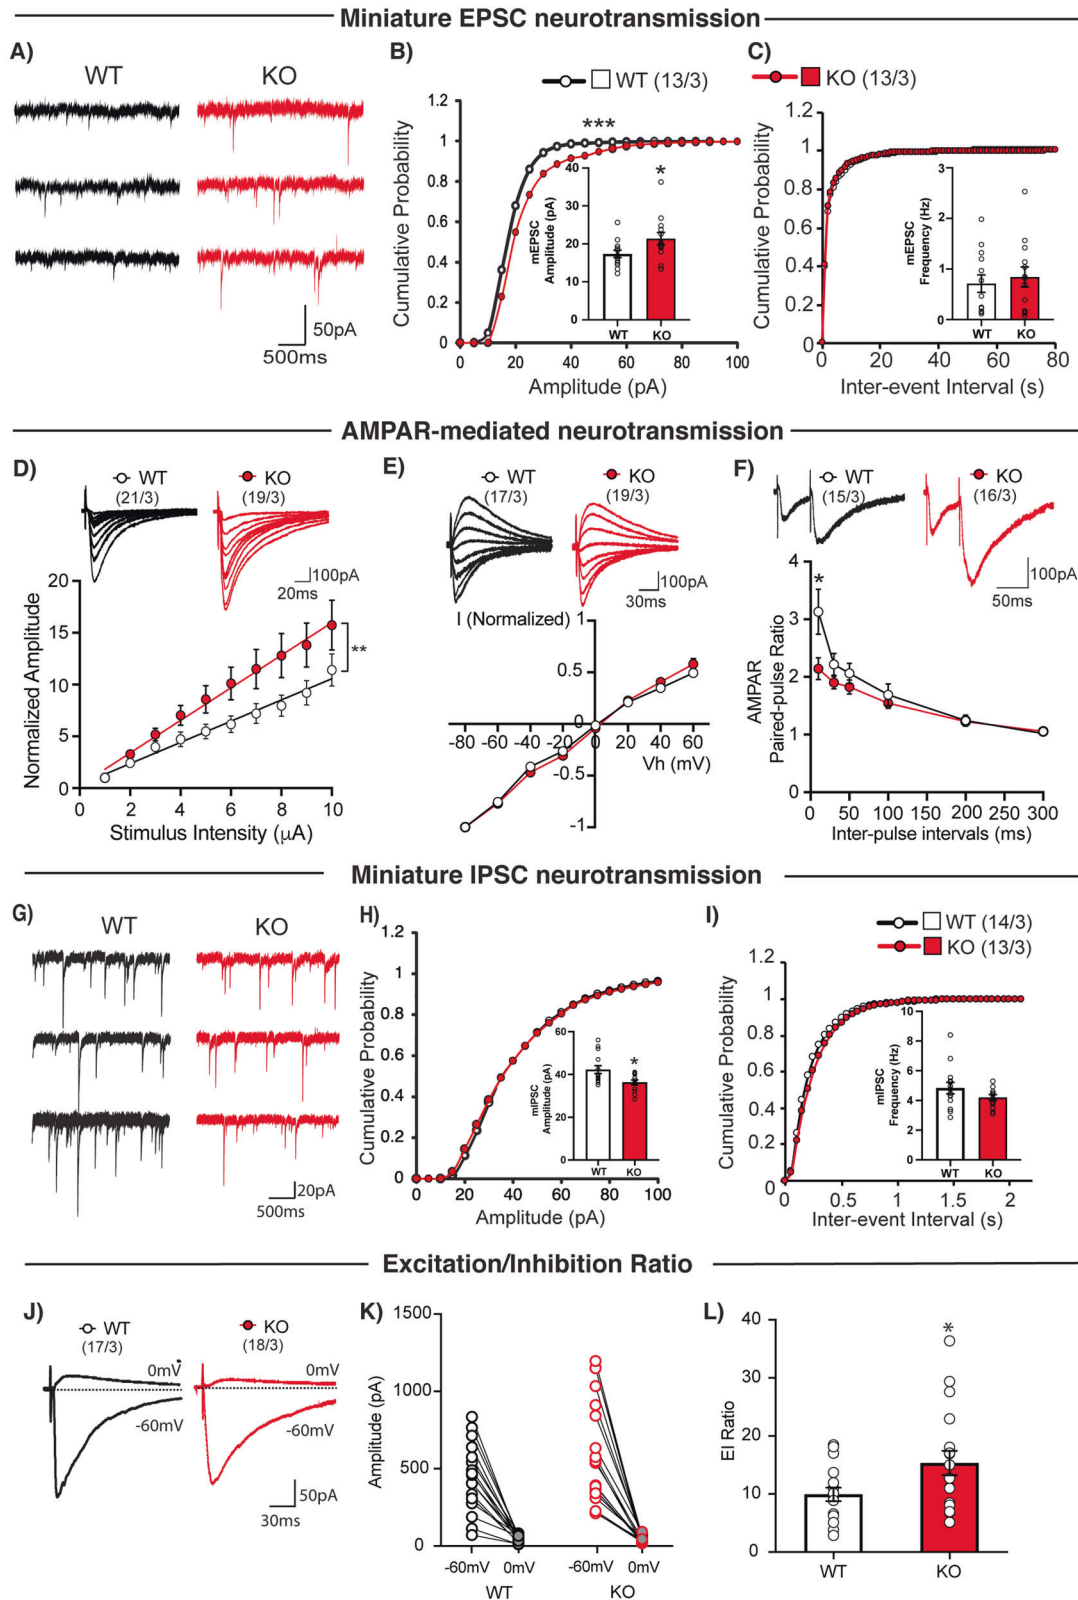 Miniature EPSC neurotransmission
A)
WT
KO
50pA
500ms
B)
WT (13/3)
Cumulative Probability
1.2
1
0.8
0.6
0.4
0.2
0
0
20
40
60
80
100
Amplitude (pA)
***
mEPSC
Amplitude (pA)
40
30
20
10
0
*
WT
KO
C)
KO (13/3)
Cumulative Probability
1.2
1
0.8
0.6
0.4
0.2
0
0
20
40
60
80
Inter-event Interval (s)
mEPSC
Frequency (Hz)
3
2
1
0
WT
KO
AMPAR-mediated neurotransmission
D)
WT
(21/3)
KO
(19/3)
100pA
20ms
Normalized Amplitude
20
15
10
5
0
0
2
4
6
8
10
**
Stimulus Intensity (μA)
E)
WT
(17/3)
KO
(19/3)
100pA
30ms
I (Normalized)
1
0.5
0
-0.5
-1
-80
-60
-40
-20
0
20
40
60
Vh (mV)
F)
WT
(15/3)
KO
(16/3)
100pA
50ms
AMPAR
Paired-pulse Ratio
4
3
2
1
0
*
0
50
100
150
200
250
300
Inter-pulse intervals (ms)
Miniature IPSC neurotransmission
G)
WT
KO
20pA
500ms
H)
Cumulative Probability
1.2
1
0.8
0.6
0.4
0.2
0
0
20
40
60
80
100
Amplitude (pA)
mIPSC
Amplitude (pA)
60
40
20
0
*
WT
KO
I)
WT (14/3)
KO (13/3)
Cumulative Probability
1.2
1
0.8
0.6
0.4
0.2
0
0
0.5
1
1.5
2
Inter-event Interval (s)
mIPSC
Frequency (Hz)
10
8
6
4
2
0
WT
KO
Excitation/Inhibition Ratio
J)
WT
(17/3)
KO
(18/3)
0mV
-60mV
0mV
-60mV
50pA
30ms
K)
Amplitude (pA)
1500
1000
500
0
-60mV
0mV
-60mV
0mV
WT
KO
L)
EI Ratio
40
30
20
10
0
*
WT
KO